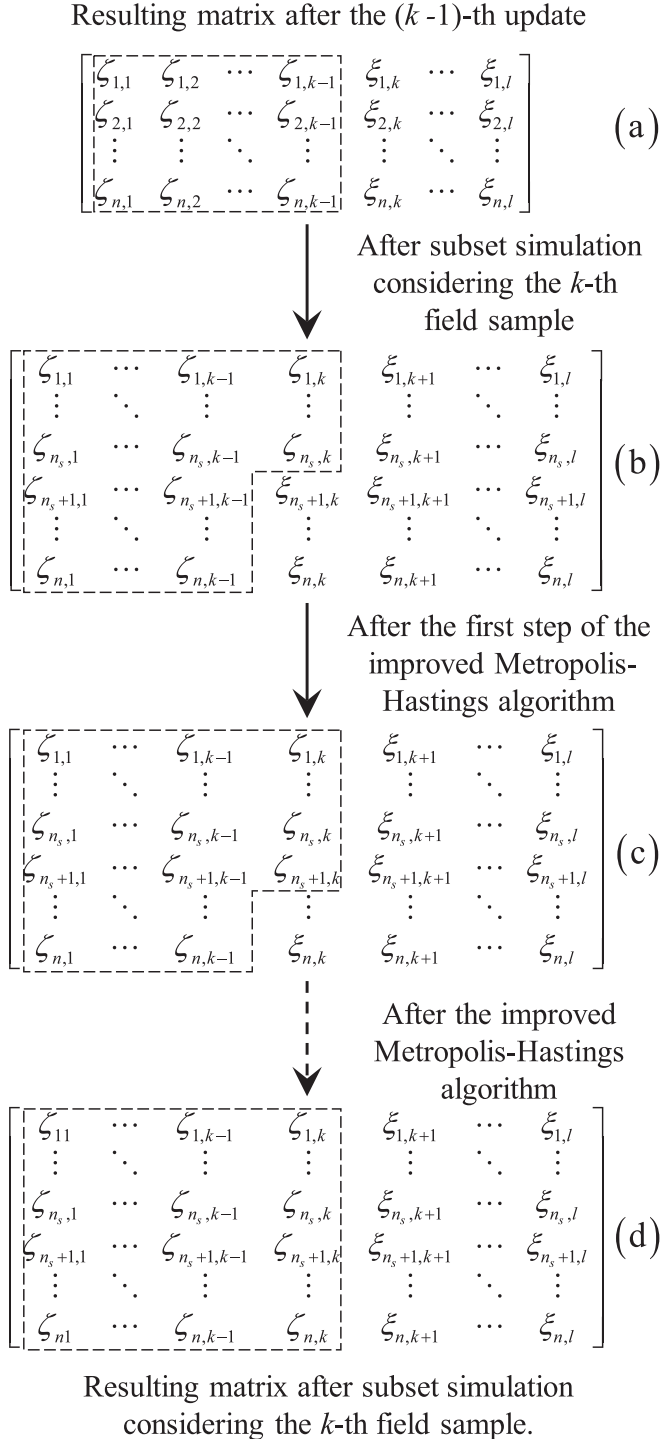 Resulting matrix after the (k -1)-th update
ζ1,1 ζ1,2 ⋯ ζ1,k−1 ξ1,k ⋯ ξ1,l
ζ2,1 ζ2,2 ⋯ ζ2,k−1 ξ2,k ⋯ ξ2,l
⋮ ⋮ ⋱ ⋮ ⋮ ⋱ ⋮
ζn,1 ζn,2 ⋯ ζn,k−1 ξn,k ⋯ ξn,l
(a)
After subset simulation
considering the k-th
field sample
ζ1,1 ⋯ ζ1,k−1 ζ1,k ξ1,k+1 ⋯ ξ1,l
⋮ ⋱ ⋮ ⋮ ⋮ ⋱ ⋮
ζns,1 ⋯ ζns,k−1 ζns,k ξns,k+1 ⋯ ξns,l
ζns+1,1 ⋯ ζns+1,k−1 ξns+1,k ξns+1,k+1 ⋯ ξns+1,l
⋮ ⋱ ⋮ ⋮ ⋮ ⋱ ⋮
ζn,1 ⋯ ζn,k−1 ξn,k ξn,k+1 ⋯ ξn,l
(b)
After the first step of the
improved Metropolis-
Hastings algorithm
ζ1,1 ⋯ ζ1,k−1 ζ1,k ξ1,k+1 ⋯ ξ1,l
⋮ ⋱ ⋮ ⋮ ⋮ ⋱ ⋮
ζns,1 ⋯ ζns,k−1 ζns,k ξns,k+1 ⋯ ξns,l
ζns+1,1 ⋯ ζns+1,k−1 ζns+1,k ξns+1,k+1 ⋯ ξns+1,l
⋮ ⋱ ⋮ ⋮ ⋮ ⋱ ⋮
ζn,1 ⋯ ζn,k−1 ξn,k ξn,k+1 ⋯ ξn,l
(c)
After the improved
Metropolis-Hastings
algorithm
ζ11 ⋯ ζ1,k−1 ζ1,k ξ1,k+1 ⋯ ξ1,l
⋮ ⋱ ⋮ ⋮ ⋮ ⋱ ⋮
ζns,1 ⋯ ζns,k−1 ζns,k ξns,k+1 ⋯ ξns,l
ζns+1,1 ⋯ ζns+1,k−1 ζns+1,k ξns+1,k+1 ⋯ ξns+1,l
⋮ ⋱ ⋮ ⋮ ⋮ ⋱ ⋮
ζn1 ⋯ ζn,k−1 ζn,k ξn,k+1 ⋯ ξn,l
(d)
Resulting matrix after subset simulation
considering the k-th field sample.